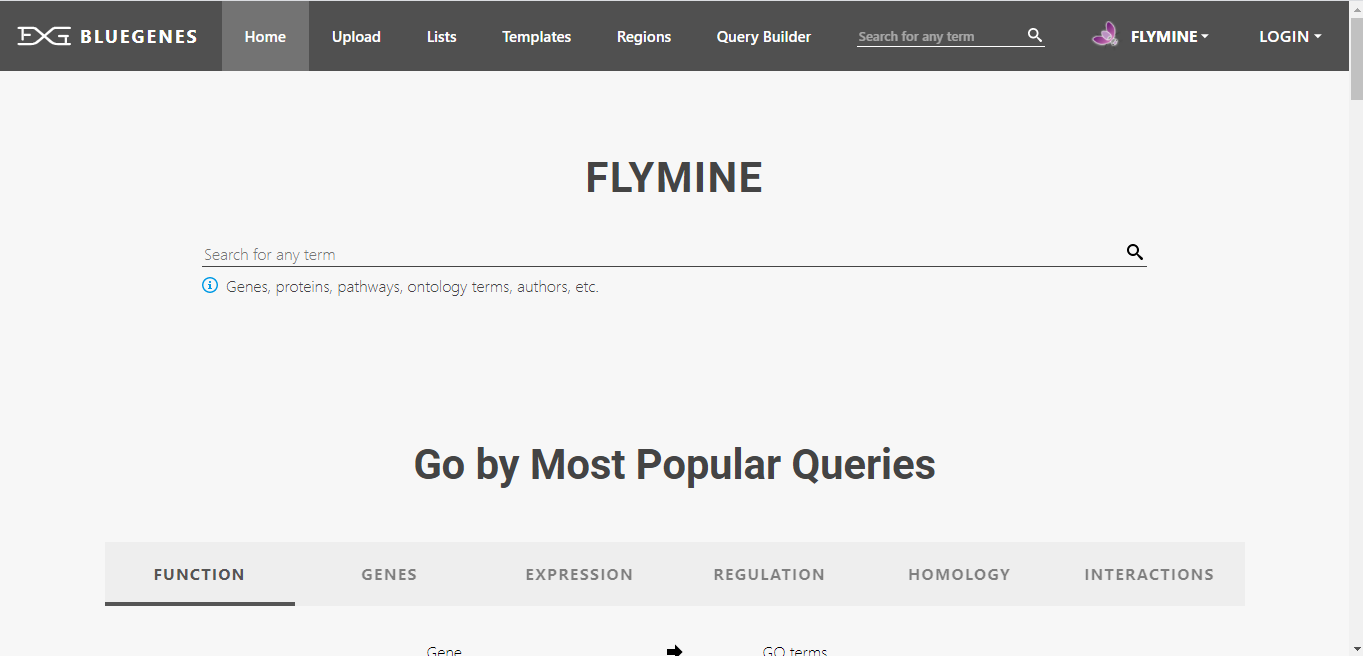 BLUEGENES Home Upload Lists Templates Regions Query Builder Search for any term FLYMINE LOGIN
FLYMINE
Search for any term
Genes, proteins, pathways, ontology terms, authors, etc.
Go by Most Popular Queries
FUNCTION GENES EXPRESSION REGULATION HOMOLOGY INTERACTIONS
Gene GO terms